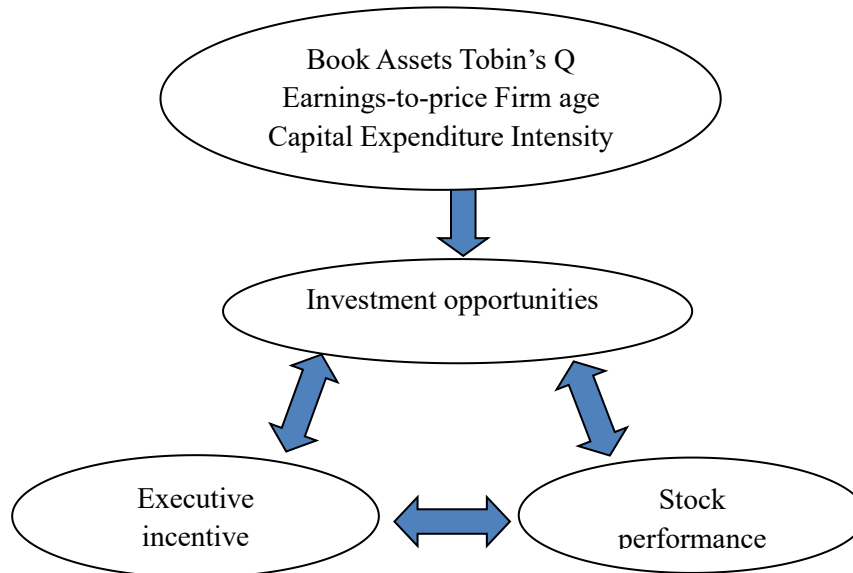 Book Assets Tobin’s Q
Earnings-to-price Firm age
Capital Expenditure Intensity
Investment opportunities
Executive
incentive
Stock
performance